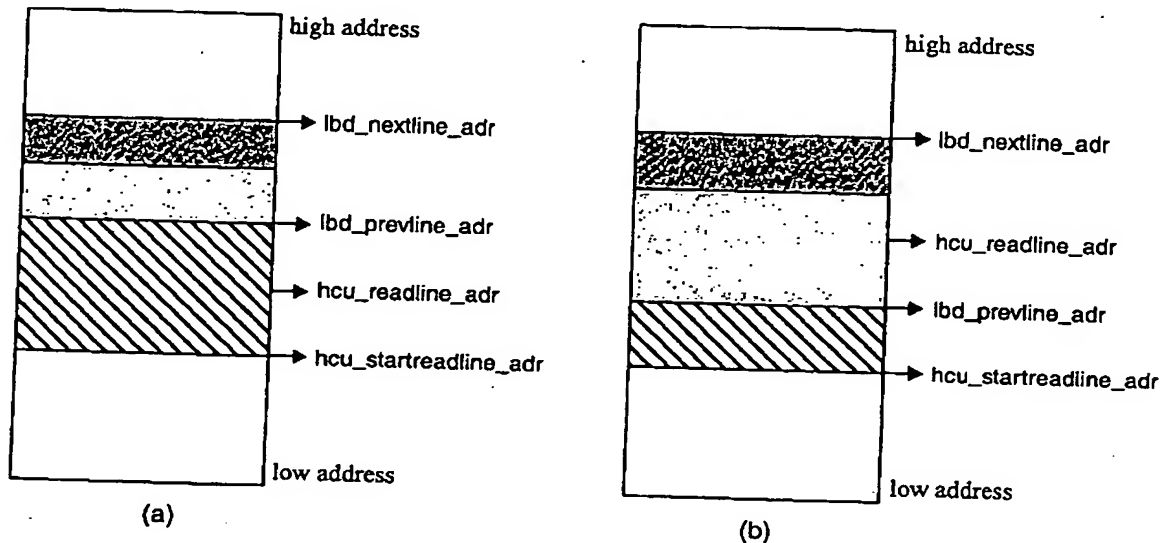 high address
lbd_nextline_adr
lbd_prevline_adr
hcu_readline_adr
hcu_startreadline_adr
low address
(a)
high address
lbd_nextline_adr
hcu_readline_adr
lbd_prevline_adr
hcu_startreadline_adr
low address
(b)